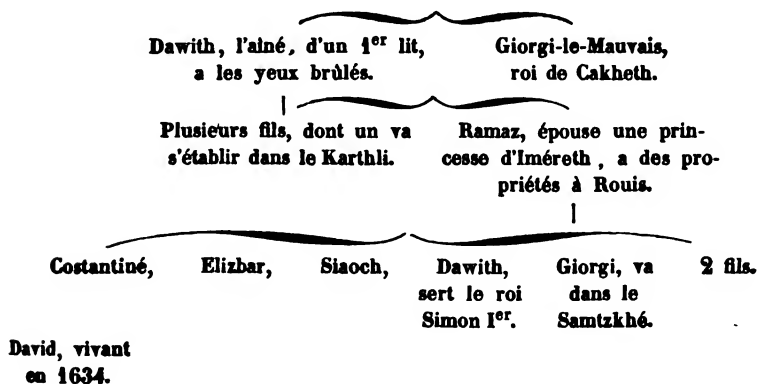 Dawith, l'aîné, d'un 1er lit,
a les yeux brûlés.
Giorgi-le-Mauvais,
roi de Cakheth.
Plusieurs fils, dont un va
s'établir dans le Karthli.
Ramaz, épouse une prin-
cesse d'Iméreth, a des pro-
priétés à Rouis.
Costantiné,
Elizbar,
Siaoch,
Dawith,
sert le roi
Simon Ier.
Giorgi, va
dans le
Samtzkhé.
2 fils.
David, vivant
en 1634.